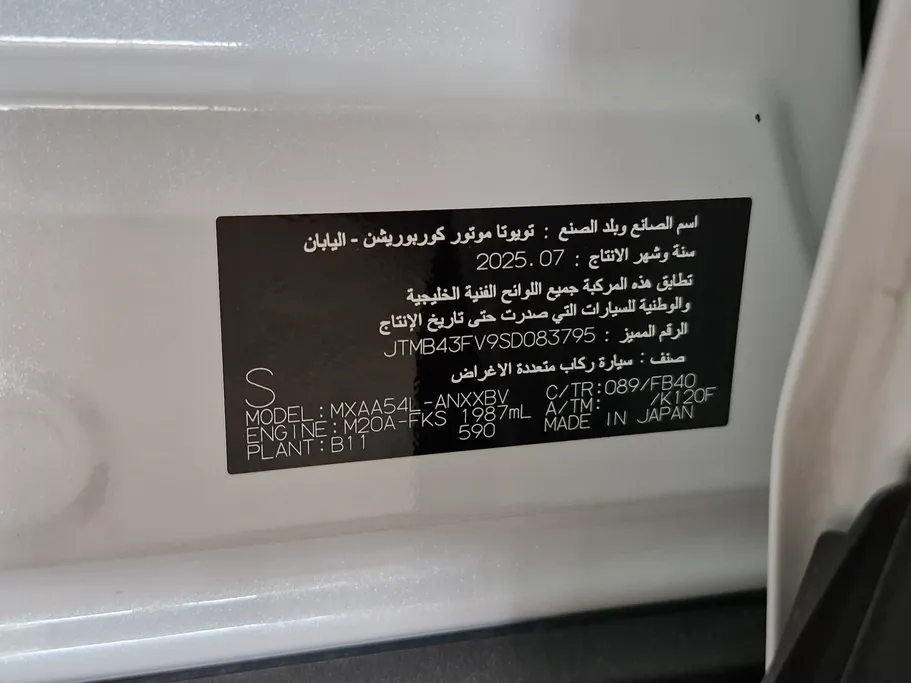 اسم الصانع وبلد الصنع : تويوتا موتور كوربوريشن - اليابان
سنة وشهر الانتاج : 2025.07
تطابق هذه المركبة جميع اللوائح الفنية الخليجية
والوطنية للسيارات التي صدرت حتى تاريخ الإنتاج
الرقم المميز : JTMB43FV9SD083795
صنف : سيارة ركاب متعددة الاغراض
S
MODEL:MXAA54L-ANXXBV C/TR:089/FB40
ENGINE:M20A-FKS 1987mL A/TM: /K120F
PLANT:B11 590 MADE IN JAPAN